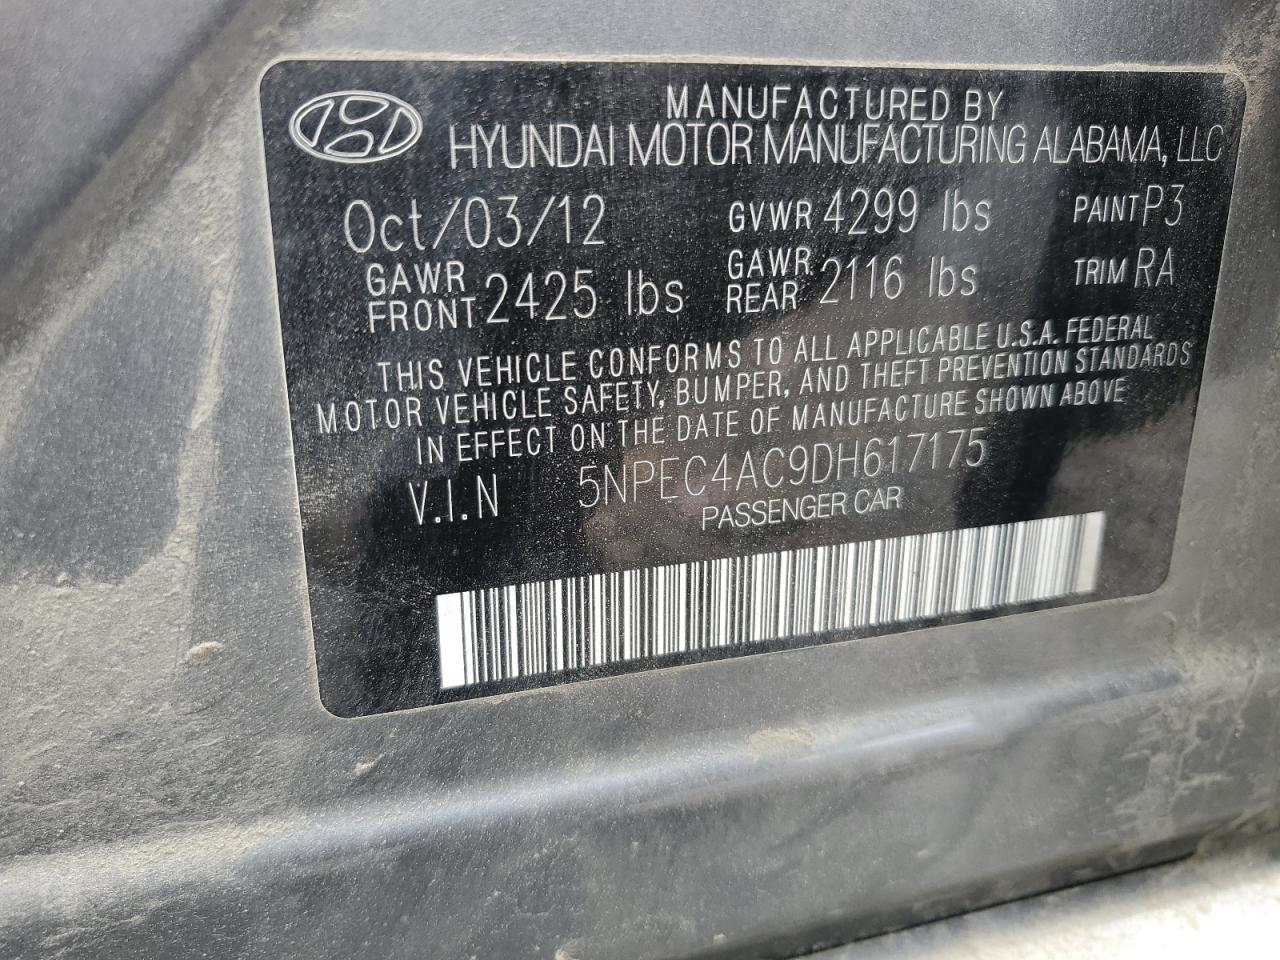 MANUFACTURED BY
HYUNDAI MOTOR MANUFACTURING ALABAMA, LLC
Oct/03/12 GVWR 4299 lbs PAINT P3
GAWR FRONT 2425 lbs GAWR REAR 2116 lbs TRIM RA
THIS VEHICLE CONFORMS TO ALL APPLICABLE U.S.A. FEDERAL
MOTOR VEHICLE SAFETY, BUMPER, AND THEFT PREVENTION STANDARDS
IN EFFECT ON THE DATE OF MANUFACTURE SHOWN ABOVE
V.I.N 5NPEC4AC9DH617175
PASSENGER CAR